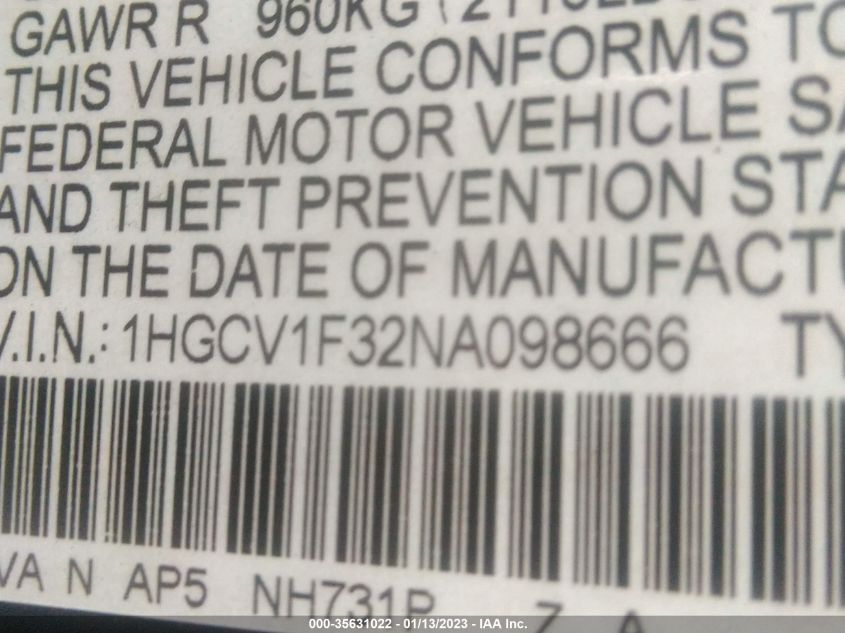 GAWR R 960KG
THIS VEHICLE CONFORMS TO
FEDERAL MOTOR VEHICLE SA
AND THEFT PREVENTION STA
ON THE DATE OF MANUFACTU
V.I.N.: 1HGCV1F32NA098666 TY
VA N AP5 NH731P Z A
000-35631022 - 01/13/2023 - IAA Inc.